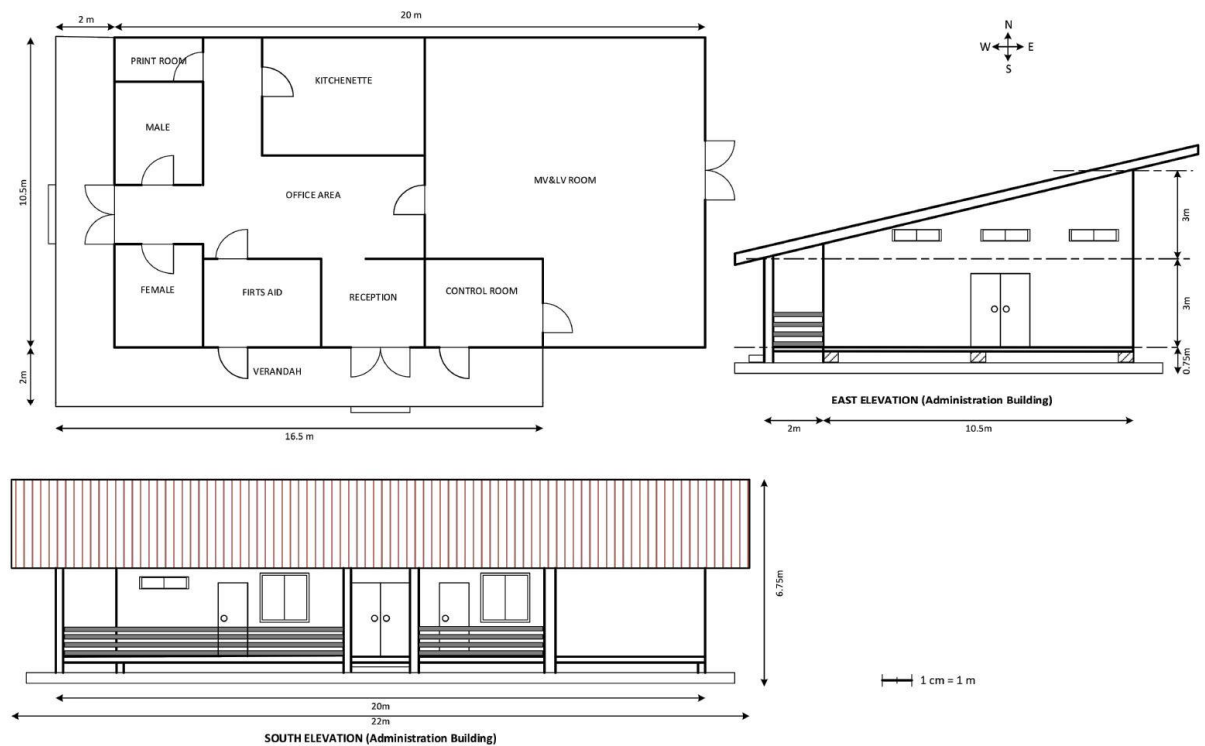 2 m
20 m
N
W E
S
PRINT ROOM
KITCHENETTE
MALE
10.5m
OFFICE AREA
MV&LV ROOM
3m
FEMALE
FIRTS AID
RECEPTION
CONTROL ROOM
3m
2m
VERANDAH
0.75m
EAST ELEVATION (Administration Building)
16.5 m
2m
10.5m
6.75m
1 cm = 1 m
20m
22m
SOUTH ELEVATION (Administration Building)